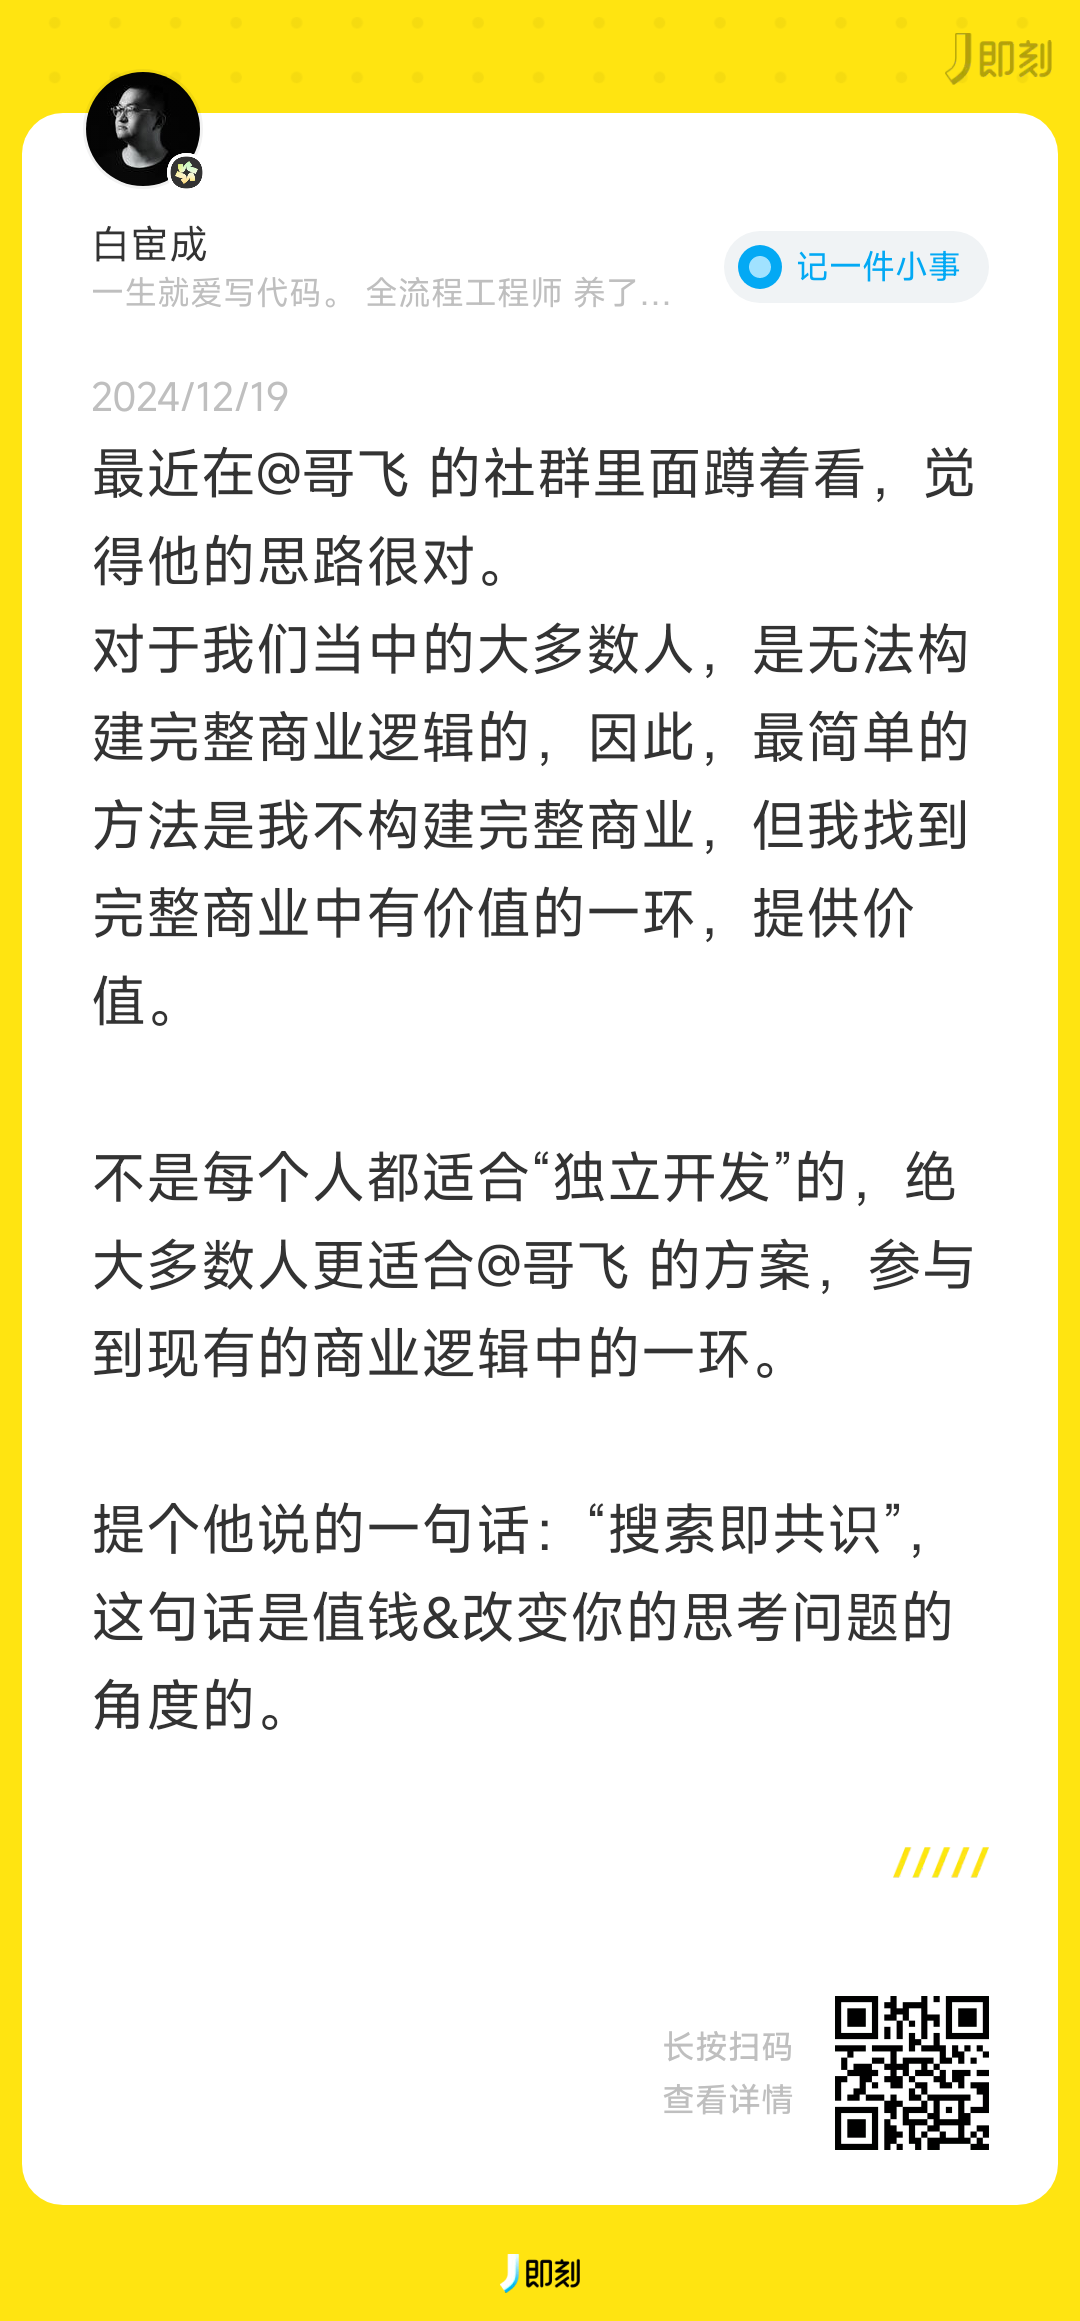 即刻
白宦成
一生就爱写代码。 全流程工程师 养了...
记一件小事
2024/12/19
最近在@哥飞 的社群里面蹲着看，觉
得他的思路很对。
对于我们当中的大多数人，是无法构
建完整商业逻辑的，因此，最简单的
方法是我不构建完整商业，但我找到
完整商业中有价值的一环，提供价
值。
不是每个人都适合“独立开发”的，绝
大多数人更适合@哥飞 的方案，参与
到现有的商业逻辑中的一环。
提个他说的一句话：“搜索即共识”，
这句话是值钱&改变你的思考问题的
角度的。
长按扫码
查看详情
即刻